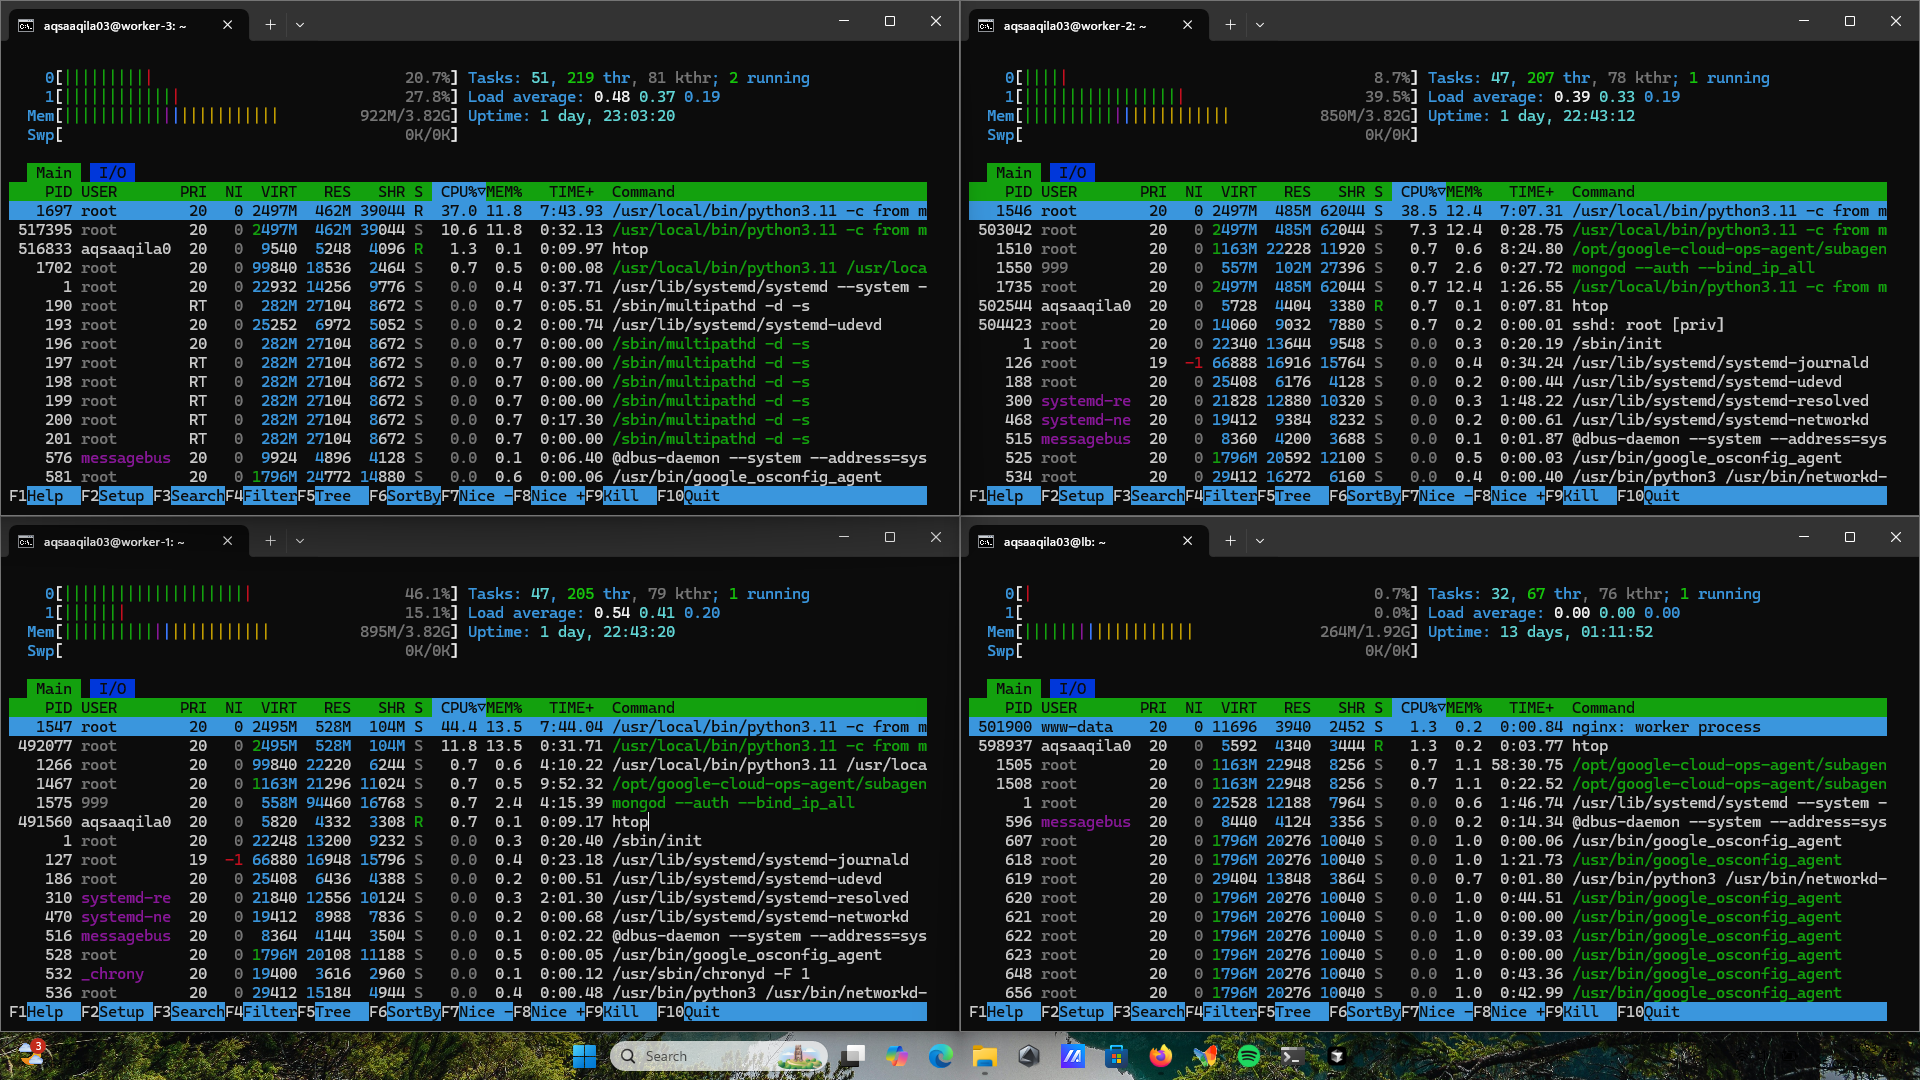 aqsaaqila03@worker-3: ~
0[ 20.7%] Tasks: 51, 219 thr, 81 kthr; 2 running
1[ 27.8%] Load average: 0.48 0.37 0.19
Mem[ 922M/3.82G] Uptime: 1 day, 23:03:20
Swp[ 0K/0K]
Main I/O
PID USER PRI NI VIRT RES SHR S CPU%▽MEM% TIME+ Command
1697 root 20 0 2497M 462M 39044 R 37.0 11.8 7:43.93 /usr/local/bin/python3.11 -c from m
517395 root 20 0 2497M 462M 39044 S 10.6 11.8 0:32.13 /usr/local/bin/python3.11 -c from m
516833 aqsaaqila0 20 0 9540 5248 4096 R 1.3 0.1 0:09.97 htop
1702 root 20 0 99840 18536 2464 S 0.7 0.5 0:00.08 /usr/local/bin/python3.11 /usr/loca
1 root 20 0 22932 14256 9776 S 0.0 0.4 0:37.71 /usr/lib/systemd/systemd --system -
190 root RT 0 282M 27104 8672 S 0.0 0.7 0:05.51 /sbin/multipathd -d -s
193 root 20 0 25252 6972 5052 S 0.0 0.2 0:00.74 /usr/lib/systemd/systemd-udevd
196 root 20 0 282M 27104 8672 S 0.0 0.7 0:00.00 /sbin/multipathd -d -s
197 root RT 0 282M 27104 8672 S 0.0 0.7 0:00.00 /sbin/multipathd -d -s
198 root RT 0 282M 27104 8672 S 0.0 0.7 0:00.00 /sbin/multipathd -d -s
199 root RT 0 282M 27104 8672 S 0.0 0.7 0:00.00 /sbin/multipathd -d -s
200 root RT 0 282M 27104 8672 S 0.0 0.7 0:17.30 /sbin/multipathd -d -s
201 root RT 0 282M 27104 8672 S 0.0 0.7 0:00.00 /sbin/multipathd -d -s
576 messagebus 20 0 9924 4896 4128 S 0.0 0.1 0:06.40 @dbus-daemon --system --address=sys
581 root 20 0 1796M 24772 14880 S 0.0 0.6 0:00.06 /usr/bin/google_osconfig_agent
F1Help F2Setup F3SearchF4FilterF5Tree F6SortByF7Nice -F8Nice +F9Kill F10Quit
aqsaaqila03@worker-2: ~
0[ 8.7%] Tasks: 47, 207 thr, 78 kthr; 1 running
1[ 39.5%] Load average: 0.39 0.33 0.19
Mem[ 850M/3.82G] Uptime: 1 day, 22:43:12
Swp[ 0K/0K]
Main I/O
PID USER PRI NI VIRT RES SHR S CPU%▽MEM% TIME+ Command
1546 root 20 0 2497M 485M 62044 S 38.5 12.4 7:07.31 /usr/local/bin/python3.11 -c from m
503042 root 20 0 2497M 485M 62044 S 7.3 12.4 0:28.75 /usr/local/bin/python3.11 -c from m
1510 root 20 0 1163M 22228 11920 S 0.7 0.6 8:24.80 /opt/google-cloud-ops-agent/subagen
1550 999 20 0 557M 102M 27396 S 0.7 2.6 0:27.72 mongod --auth --bind_ip_all
1735 root 20 0 2497M 485M 62044 S 0.7 12.4 1:26.55 /usr/local/bin/python3.11 -c from m
502544 aqsaaqila0 20 0 5728 4404 3380 R 0.7 0.1 0:07.81 htop
504423 root 20 0 14060 9032 7880 S 0.7 0.2 0:00.01 sshd: root [priv]
1 root 20 0 22340 13644 9548 S 0.0 0.3 0:20.19 /sbin/init
126 root 19 -1 66888 16916 15764 S 0.0 0.4 0:34.24 /usr/lib/systemd/systemd-journald
188 root 20 0 25408 6176 4128 S 0.0 0.2 0:00.44 /usr/lib/systemd/systemd-udevd
300 systemd-re 20 0 21828 12880 10320 S 0.0 0.3 1:48.22 /usr/lib/systemd/systemd-resolved
468 systemd-ne 20 0 19412 9384 8232 S 0.0 0.2 0:00.61 /usr/lib/systemd/systemd-networkd
515 messagebus 20 0 8360 4200 3688 S 0.0 0.1 0:01.87 @dbus-daemon --system --address=sys
525 root 20 0 1796M 20592 12100 S 0.0 0.5 0:00.03 /usr/bin/google_osconfig_agent
534 root 20 0 29412 16272 6160 S 0.0 0.4 0:00.40 /usr/bin/python3 /usr/bin/networkd-
F1Help F2Setup F3SearchF4FilterF5Tree F6SortByF7Nice -F8Nice +F9Kill F10Quit
aqsaaqila03@worker-1: ~
0[ 46.1%] Tasks: 47, 205 thr, 79 kthr; 1 running
1[ 15.1%] Load average: 0.54 0.41 0.20
Mem[ 895M/3.82G] Uptime: 1 day, 22:43:20
Swp[ 0K/0K]
Main I/O
PID USER PRI NI VIRT RES SHR S CPU%▽MEM% TIME+ Command
1547 root 20 0 2495M 528M 104M S 44.4 13.5 7:44.04 /usr/local/bin/python3.11 -c from m
492077 root 20 0 2495M 528M 104M S 11.8 13.5 0:31.71 /usr/local/bin/python3.11 -c from m
1266 root 20 0 99840 22220 6244 S 0.7 0.6 4:10.22 /usr/local/bin/python3.11 /usr/loca
1467 root 20 0 1163M 21296 11024 S 0.7 0.5 9:52.32 /opt/google-cloud-ops-agent/subagen
1575 999 20 0 558M 94460 16768 S 0.7 2.4 4:15.39 mongod --auth --bind_ip_all
491560 aqsaaqila0 20 0 5820 4332 3308 R 0.7 0.1 0:09.17 htop
1 root 20 0 22248 13200 9232 S 0.0 0.3 0:20.40 /sbin/init
127 root 19 -1 66880 16948 15796 S 0.0 0.4 0:23.18 /usr/lib/systemd/systemd-journald
186 root 20 0 25408 6436 4388 S 0.0 0.2 0:00.51 /usr/lib/systemd/systemd-udevd
310 systemd-re 20 0 21840 12556 10124 S 0.0 0.3 2:01.30 /usr/lib/systemd/systemd-resolved
470 systemd-ne 20 0 19412 8988 7836 S 0.0 0.2 0:00.68 /usr/lib/systemd/systemd-networkd
516 messagebus 20 0 8364 4144 3504 S 0.0 0.1 0:02.22 @dbus-daemon --system --address=sys
528 root 20 0 1796M 20108 11188 S 0.0 0.5 0:00.05 /usr/bin/google_osconfig_agent
532 _chrony 20 0 19400 3616 2960 S 0.0 0.1 0:00.12 /usr/sbin/chronyd -F 1
536 root 20 0 29412 15184 4944 S 0.0 0.4 0:00.48 /usr/bin/python3 /usr/bin/networkd-
F1Help F2Setup F3SearchF4FilterF5Tree F6SortByF7Nice -F8Nice +F9Kill F10Quit
aqsaaqila03@lb: ~
0[ 0.7%] Tasks: 32, 67 thr, 76 kthr; 1 running
1[ 0.0%] Load average: 0.00 0.00 0.00
Mem[ 264M/1.92G] Uptime: 13 days, 01:11:52
Swp[ 0K/0K]
Main I/O
PID USER PRI NI VIRT RES SHR S CPU%▽MEM% TIME+ Command
501900 www-data 20 0 11696 3940 2452 S 1.3 0.2 0:00.84 nginx: worker process
598937 aqsaaqila0 20 0 5592 4340 3444 R 1.3 0.2 0:03.77 htop
1505 root 20 0 1163M 22948 8256 S 0.7 1.1 58:30.75 /opt/google-cloud-ops-agent/subagen
1508 root 20 0 1163M 22948 8256 S 0.7 1.1 0:22.52 /opt/google-cloud-ops-agent/subagen
1 root 20 0 22528 12188 7964 S 0.0 0.6 1:46.74 /usr/lib/systemd/systemd --system -
596 messagebus 20 0 8440 4124 3356 S 0.0 0.2 0:14.34 @dbus-daemon --system --address=sys
607 root 20 0 1796M 20276 10040 S 0.0 1.0 0:00.06 /usr/bin/google_osconfig_agent
618 root 20 0 1796M 20276 10040 S 0.0 1.0 1:21.73 /usr/bin/google_osconfig_agent
619 root 20 0 29404 13848 3864 S 0.0 0.7 0:01.80 /usr/bin/python3 /usr/bin/networkd-
620 root 20 0 1796M 20276 10040 S 0.0 1.0 0:44.51 /usr/bin/google_osconfig_agent
621 root 20 0 1796M 20276 10040 S 0.0 1.0 0:00.00 /usr/bin/google_osconfig_agent
622 root 20 0 1796M 20276 10040 S 0.0 1.0 0:39.03 /usr/bin/google_osconfig_agent
623 root 20 0 1796M 20276 10040 S 0.0 1.0 0:00.00 /usr/bin/google_osconfig_agent
648 root 20 0 1796M 20276 10040 S 0.0 1.0 0:43.36 /usr/bin/google_osconfig_agent
656 root 20 0 1796M 20276 10040 S 0.0 1.0 0:42.99 /usr/bin/google_osconfig_agent
F1Help F2Setup F3SearchF4FilterF5Tree F6SortByF7Nice -F8Nice +F9Kill F10Quit
3
Search